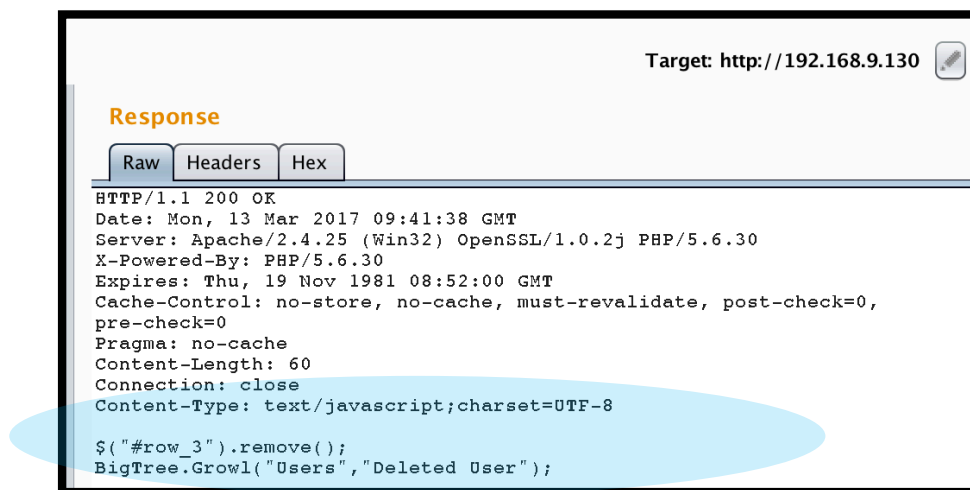 Target: http://192.168.9.130
Response
Raw Headers Hex
HTTP/1.1 200 OK
Date: Mon, 13 Mar 2017 09:41:38 GMT
Server: Apache/2.4.25 (Win32) OpenSSL/1.0.2j PHP/5.6.30
X-Powered-By: PHP/5.6.30
Expires: Thu, 19 Nov 1981 08:52:00 GMT
Cache-Control: no-store, no-cache, must-revalidate, post-check=0,
pre-check=0
Pragma: no-cache
Content-Length: 60
Connection: close
Content-Type: text/javascript;charset=UTF-8
$("#row_3").remove();
BigTree.Growl("Users","Deleted User");